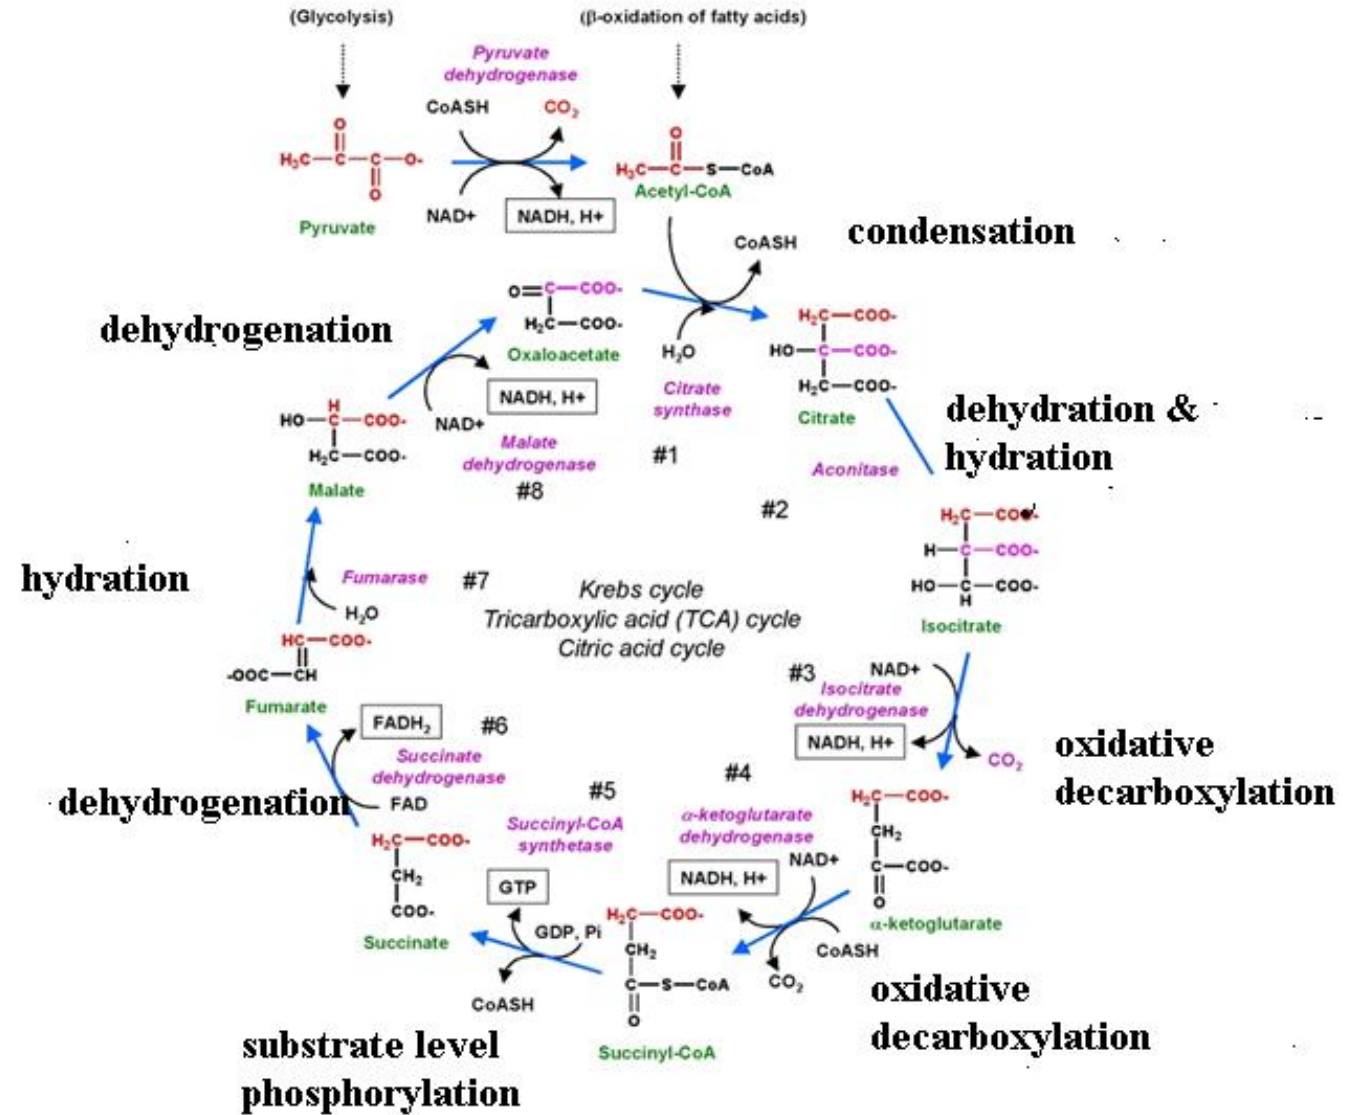 (Glycolysis)
(β-oxidation of fatty acids)
Pyruvate
dehydrogenase
CoASH
CO₂
H₃C—C—C—O-
O
O
Pyruvate
NAD+
NADH, H+
O
H₃C—C—S—CoA
Acetyl-CoA
CoASH
condensation
O=C—COO-
H₂C—COO-
Oxaloacetate
H₂O
Citrate
synthase
#1
H₂C—COO-
HO—C—COO-
H₂C—COO-
Citrate
dehydration &
hydration
Aconitase
#2
H₂C—COO-
H—C—COO-
HO—C—COO-
H
Isocitrate
#3
NAD+
Isocitrate
dehydrogenase
NADH, H+
CO₂
oxidative
decarboxylation
H₂C—COO-
CH₂
C—COO-
O
α-ketoglutarate
#4
α-ketoglutarate
dehydrogenase
NAD+
NADH, H+
CoASH
CO₂
oxidative
decarboxylation
H₂C—COO-
CH₂
C—S—CoA
O
Succinyl-CoA
#5
Succinyl-CoA
synthetase
GTP
GDP, Pi
CoASH
substrate level
phosphorylation
H₂C—COO-
CH₂
COO-
Succinate
#6
FADH₂
Succinate
dehydrogenase
FAD
dehydrogenation
HC—COO-
-OOC—CH
Fumarate
hydration
Fumarase
#7
H₂O
H
HO—C—COO-
H₂C—COO-
Malate
dehydrogenation
NADH, H+
NAD+
Malate
dehydrogenase
#8
Krebs cycle
Tricarboxylic acid (TCA) cycle
Citric acid cycle